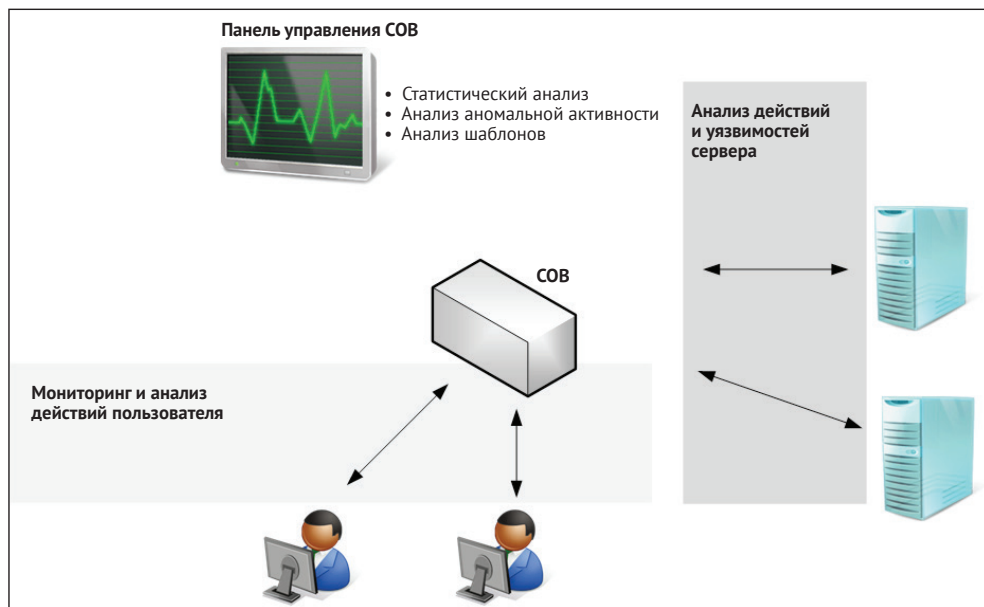 Панель управления СОВ
• Статистический анализ
• Анализ аномальной активности
• Анализ шаблонов
Анализ действий
и уязвимостей
сервера
СОВ
Мониторинг и анализ
действий пользователя